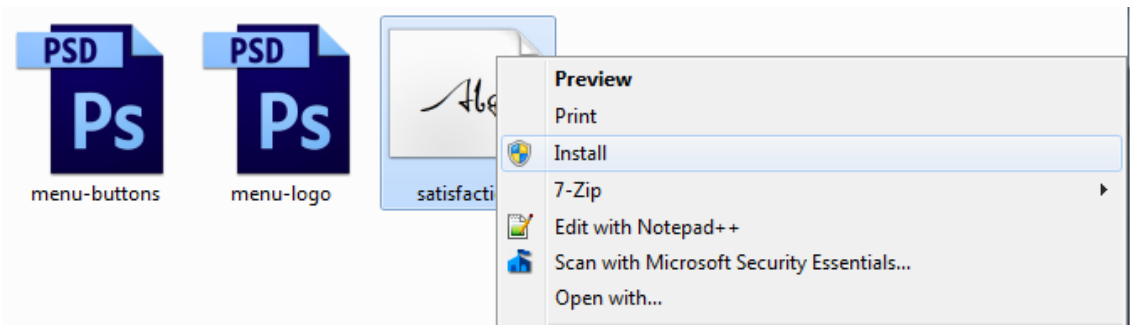 PSD
Ps
menu-buttons
PSD
Ps
menu-logo
Preview
Print
Install
7-Zip
Edit with Notepad++
Scan with Microsoft Security Essentials...
Open with...